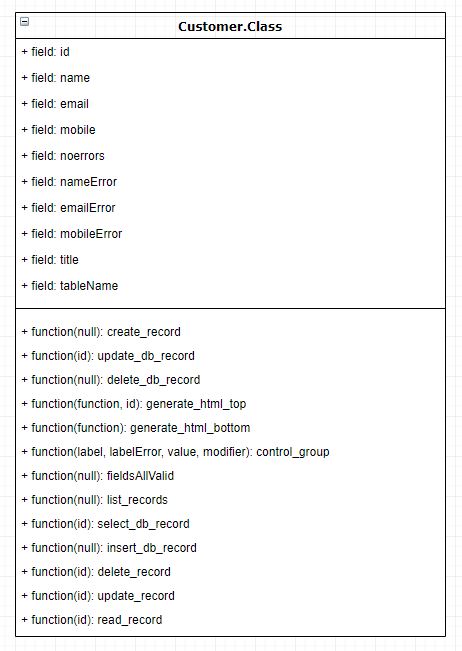 Customer.Class
+ field: id
+ field: name
+ field: email
+ field: mobile
+ field: noerrors
+ field: nameError
+ field: emailError
+ field: mobileError
+ field: title
+ field: tableName
+ function(null): create_record
+ function(id): update_db_record
+ function(null): delete_db_record
+ function(function, id): generate_html_top
+ function(function): generate_html_bottom
+ function(label, labelError, value, modifier): control_group
+ function(null): fieldsAllValid
+ function(null): list_records
+ function(id): select_db_record
+ function(null): insert_db_record
+ function(id): delete_record
+ function(id): update_record
+ function(id): read_record